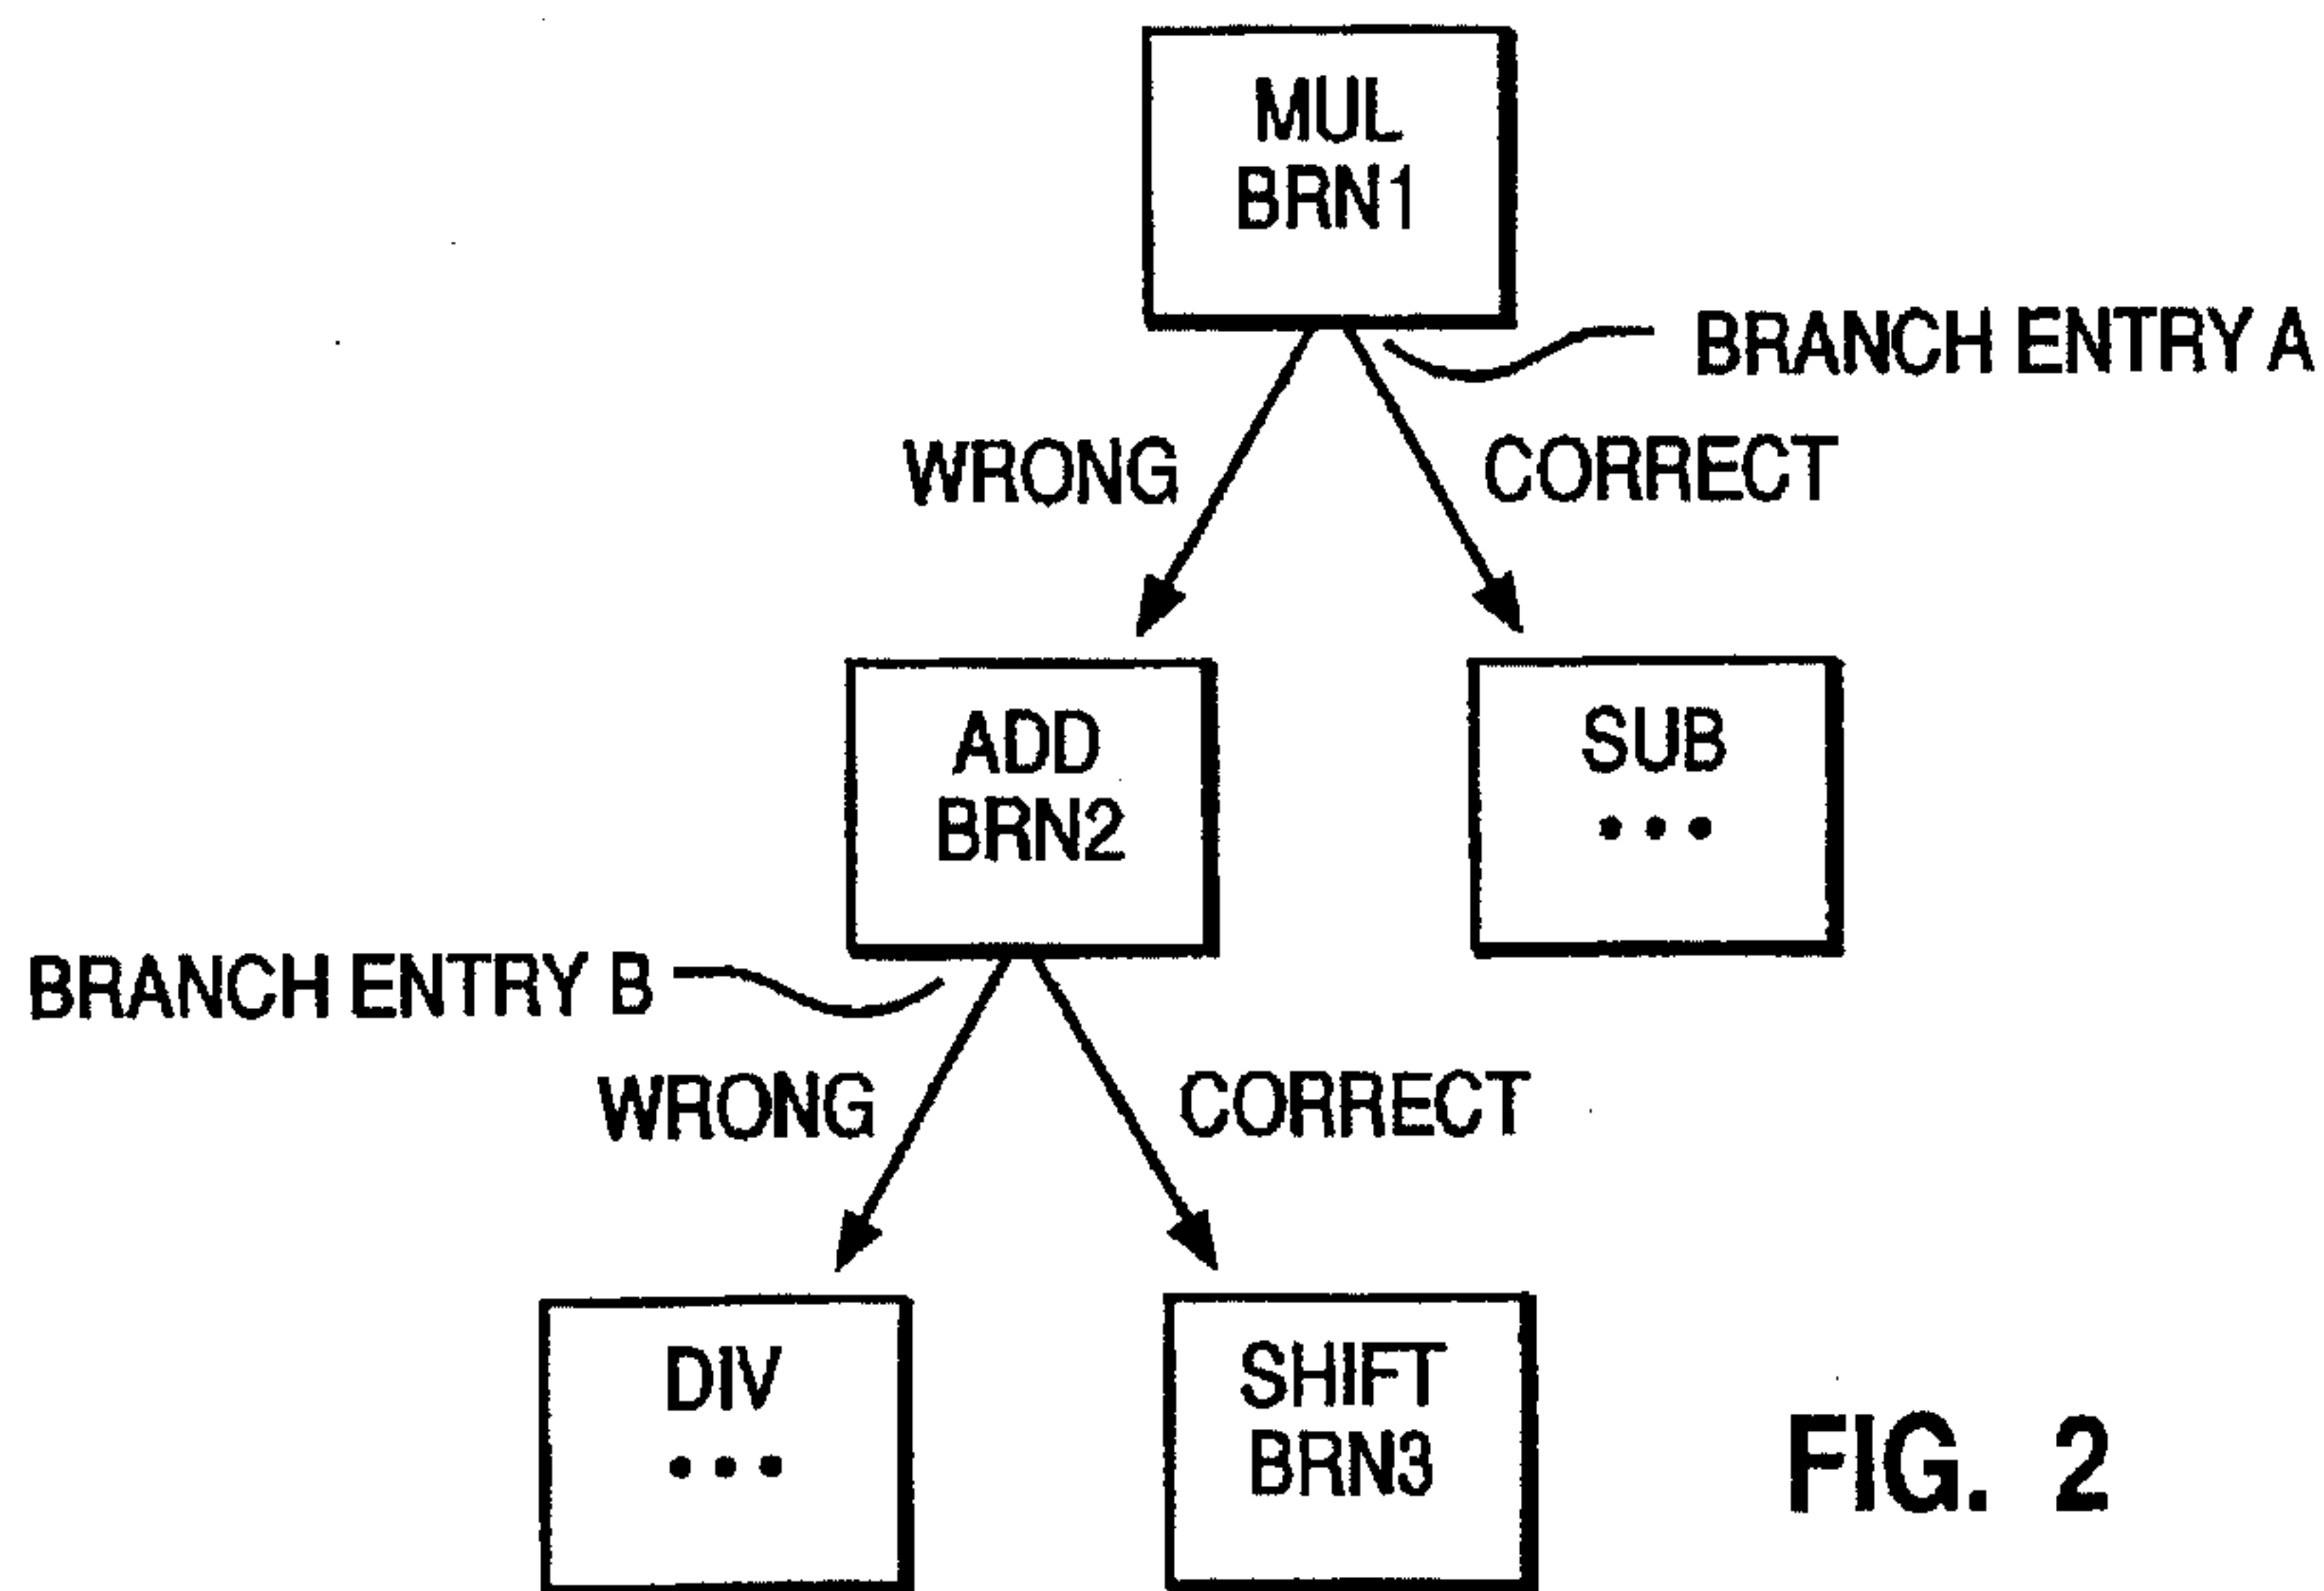 MUL
BRN1
BRANCH ENTRY A
WRONG
CORRECT
ADD
BRN2
SUB
• • •
BRANCH ENTRY B
WRONG
CORRECT
DIV
• • •
SHIFT
BRN3
FIG. 2